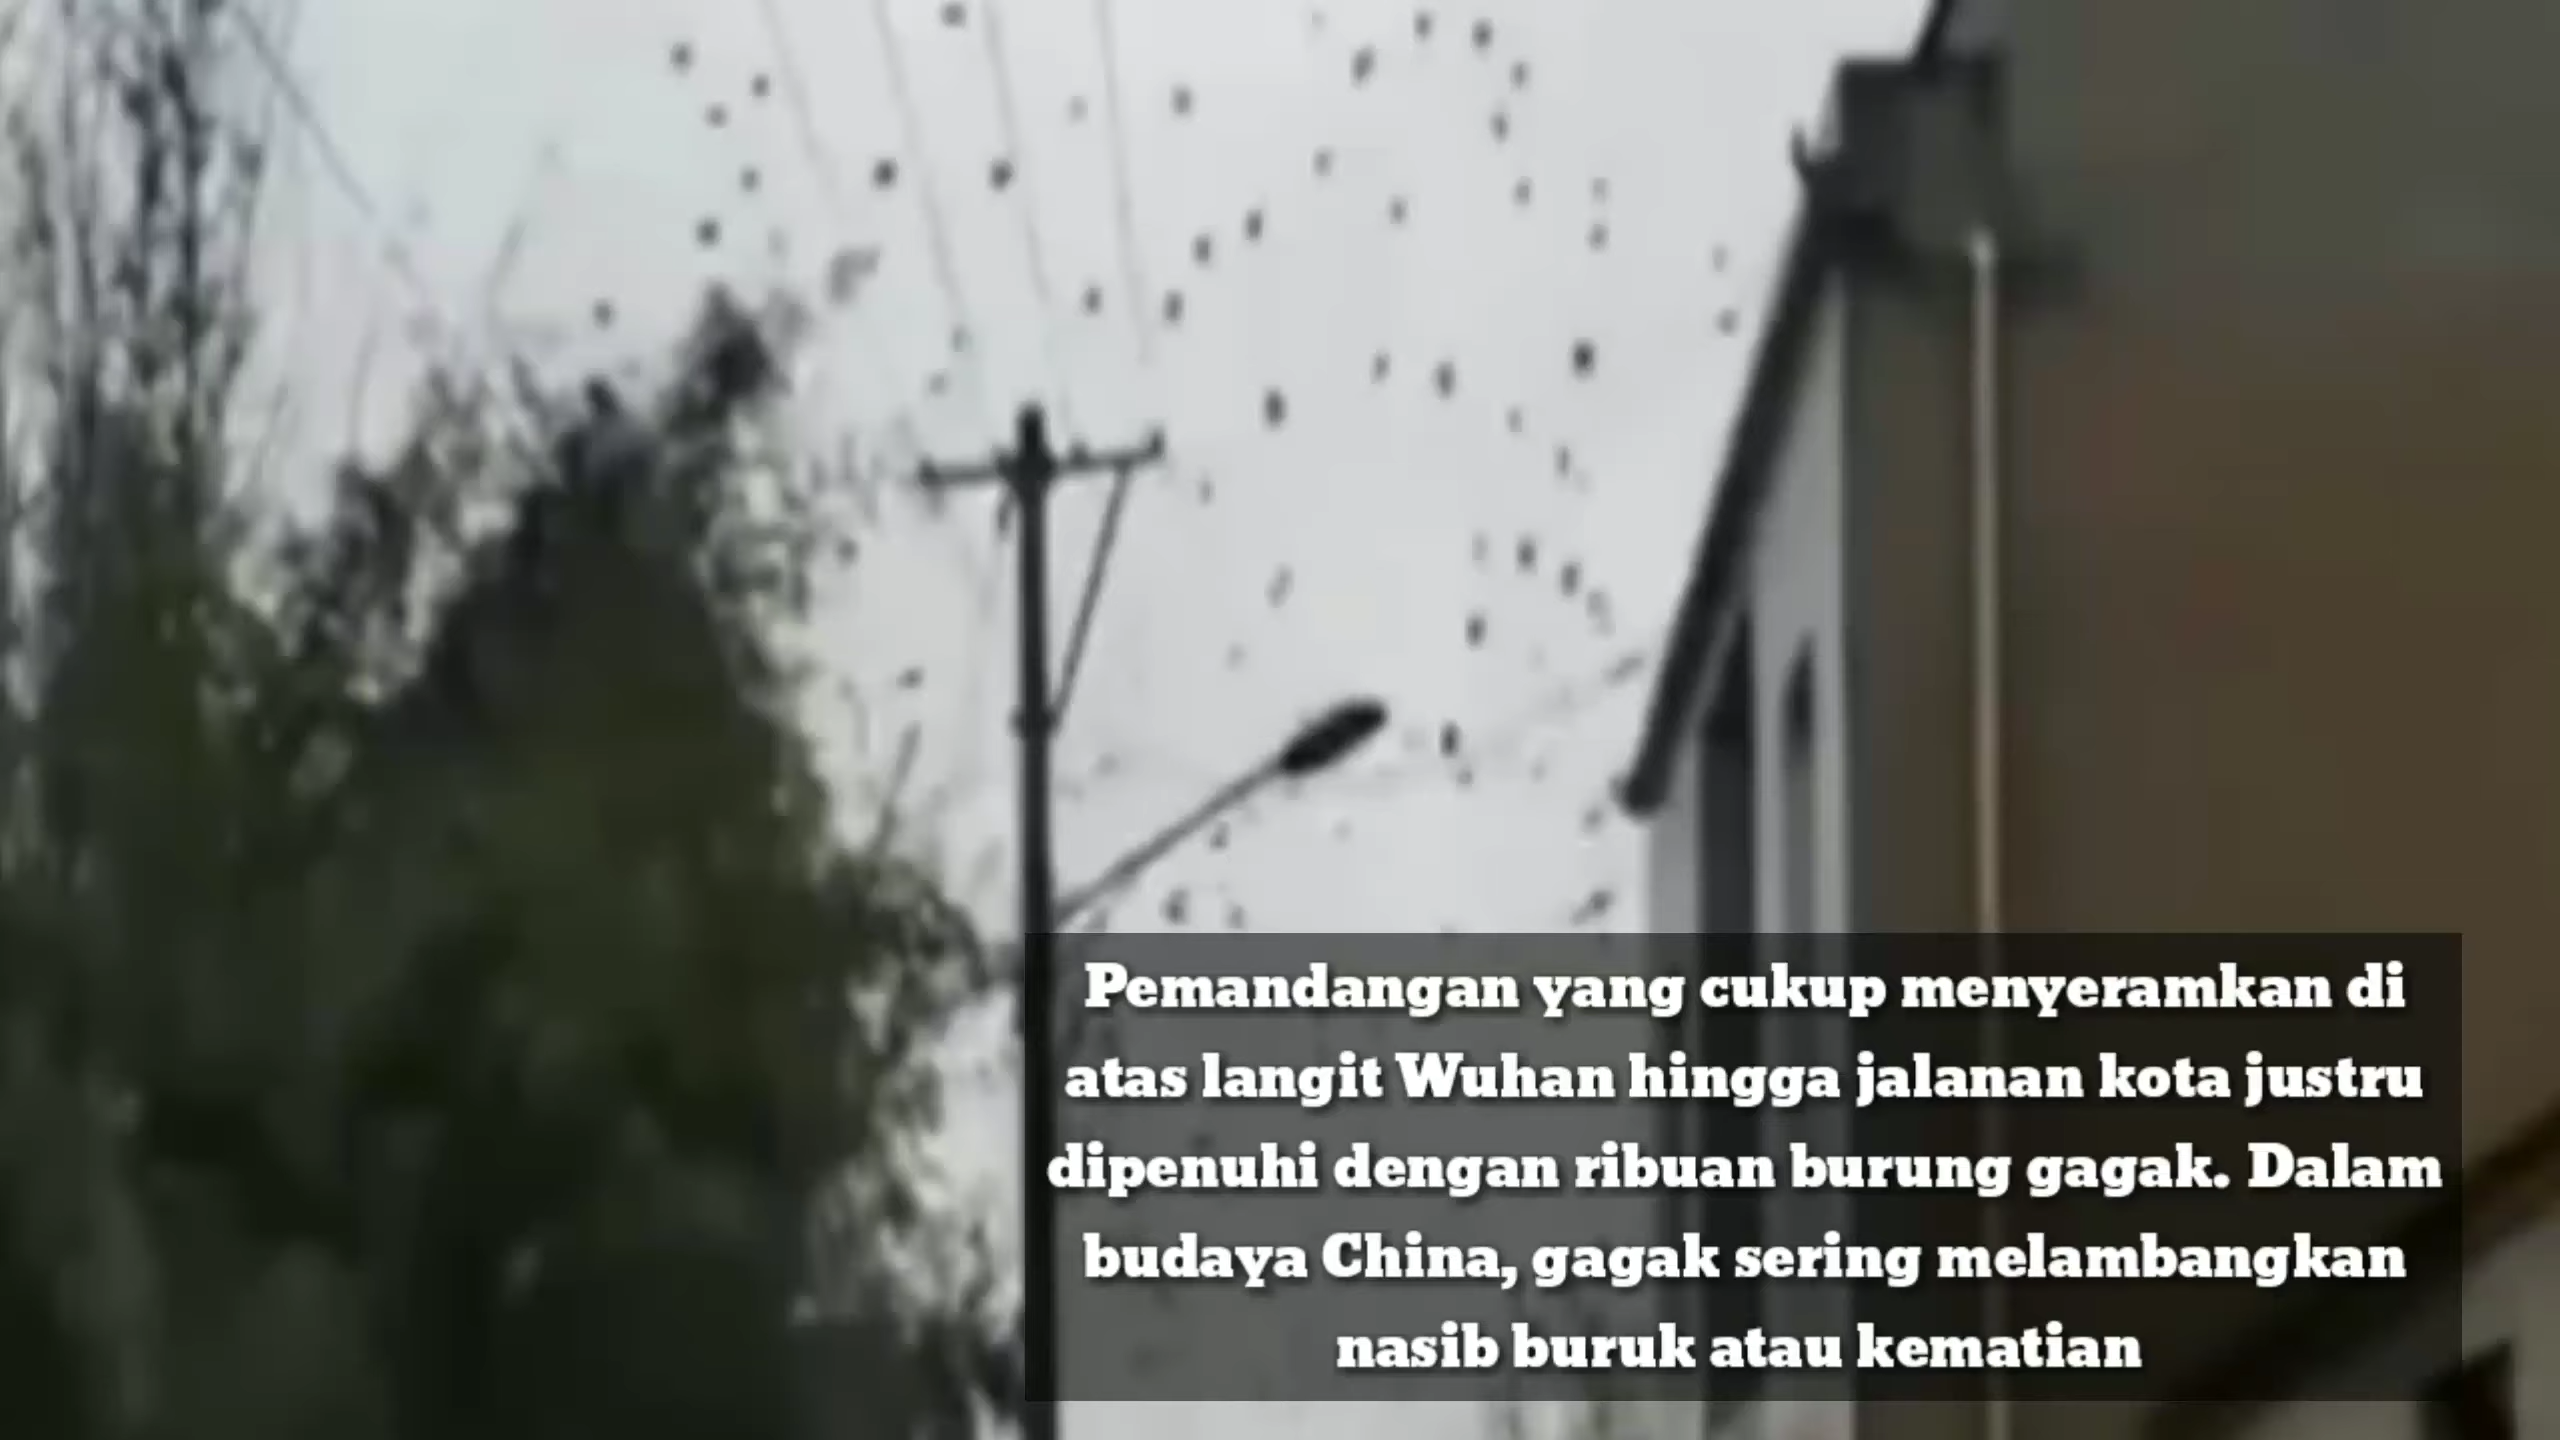 Pemandangan yang cukup menyeramkan di
atas langit Wuhan hingga jalanan kota justru
dipenuhi dengan ribuan burung gagak. Dalam
budaya China, gagak sering melambangkan
nasib buruk atau kematian